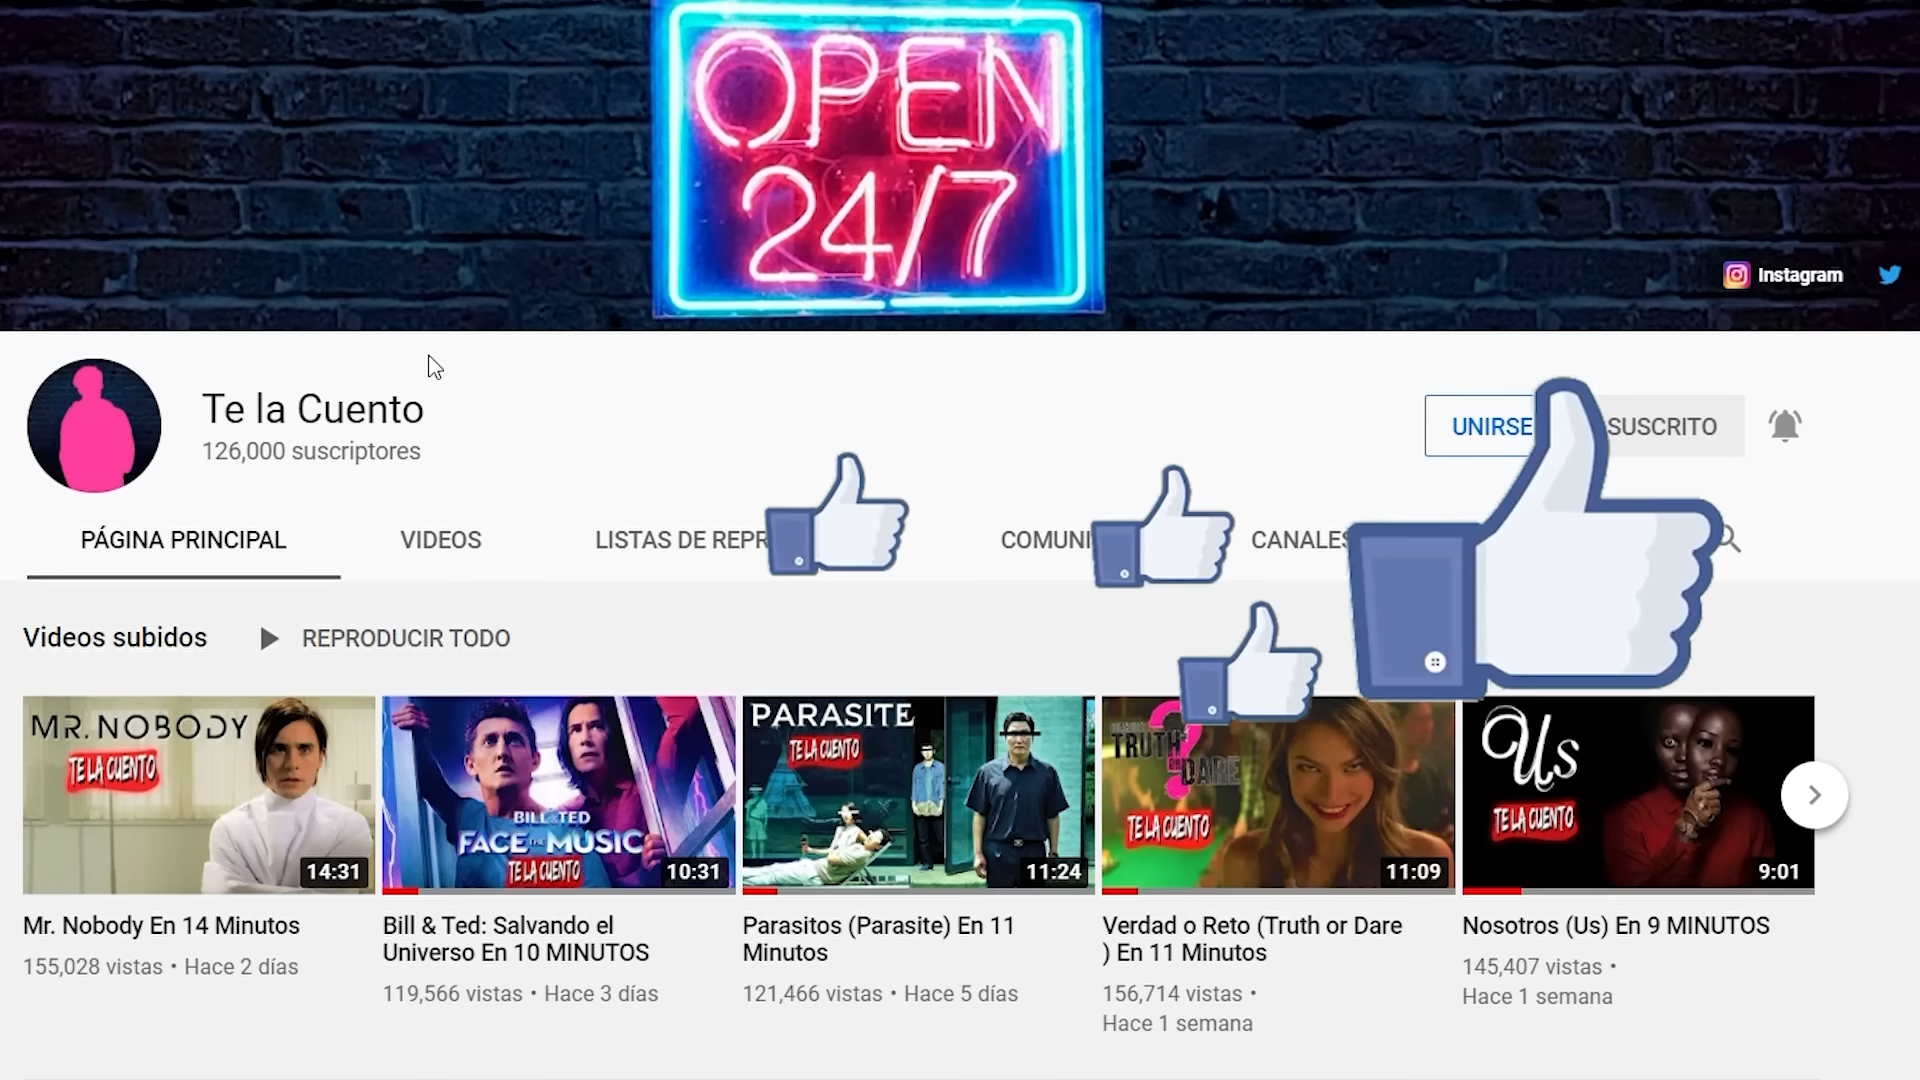 OPEN
24/7
Instagram
Te la Cuento
126,000 suscriptores
UNIRSE
SUSCRITO
PÁGINA PRINCIPAL
VIDEOS
LISTAS DE REPR
COMUNI
CANALES
Videos subidos
REPRODUCIR TODO
MR. NOBODY
TE LA CUENTO
14:31
BILL & TED
FACE THE MUSIC
TE LA CUENTO
10:31
PARASITE
TE LA CUENTO
11:24
TRUTH
OR
DARE
?
TE LA CUENTO
11:09
Us
TE LA CUENTO
9:01
Mr. Nobody En 14 Minutos
155,028 vistas • Hace 2 días
Bill & Ted: Salvando el
Universo En 10 MINUTOS
119,566 vistas • Hace 3 días
Parasitos (Parasite) En 11
Minutos
121,466 vistas • Hace 5 días
Verdad o Reto (Truth or Dare
) En 11 Minutos
156,714 vistas •
Hace 1 semana
Nosotros (Us) En 9 MINUTOS
145,407 vistas •
Hace 1 semana